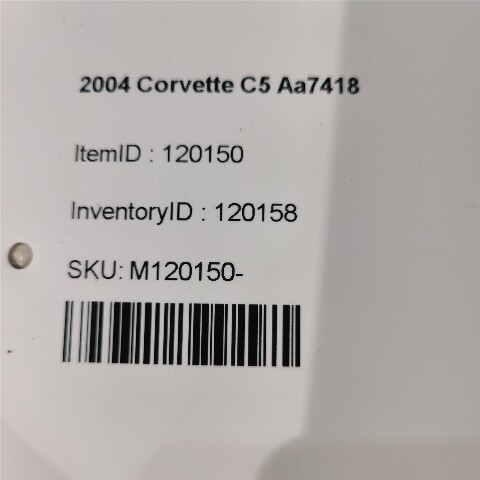 2004 Corvette C5 Aa7418
ItemID : 120150
InventoryID : 120158
SKU: M120150-